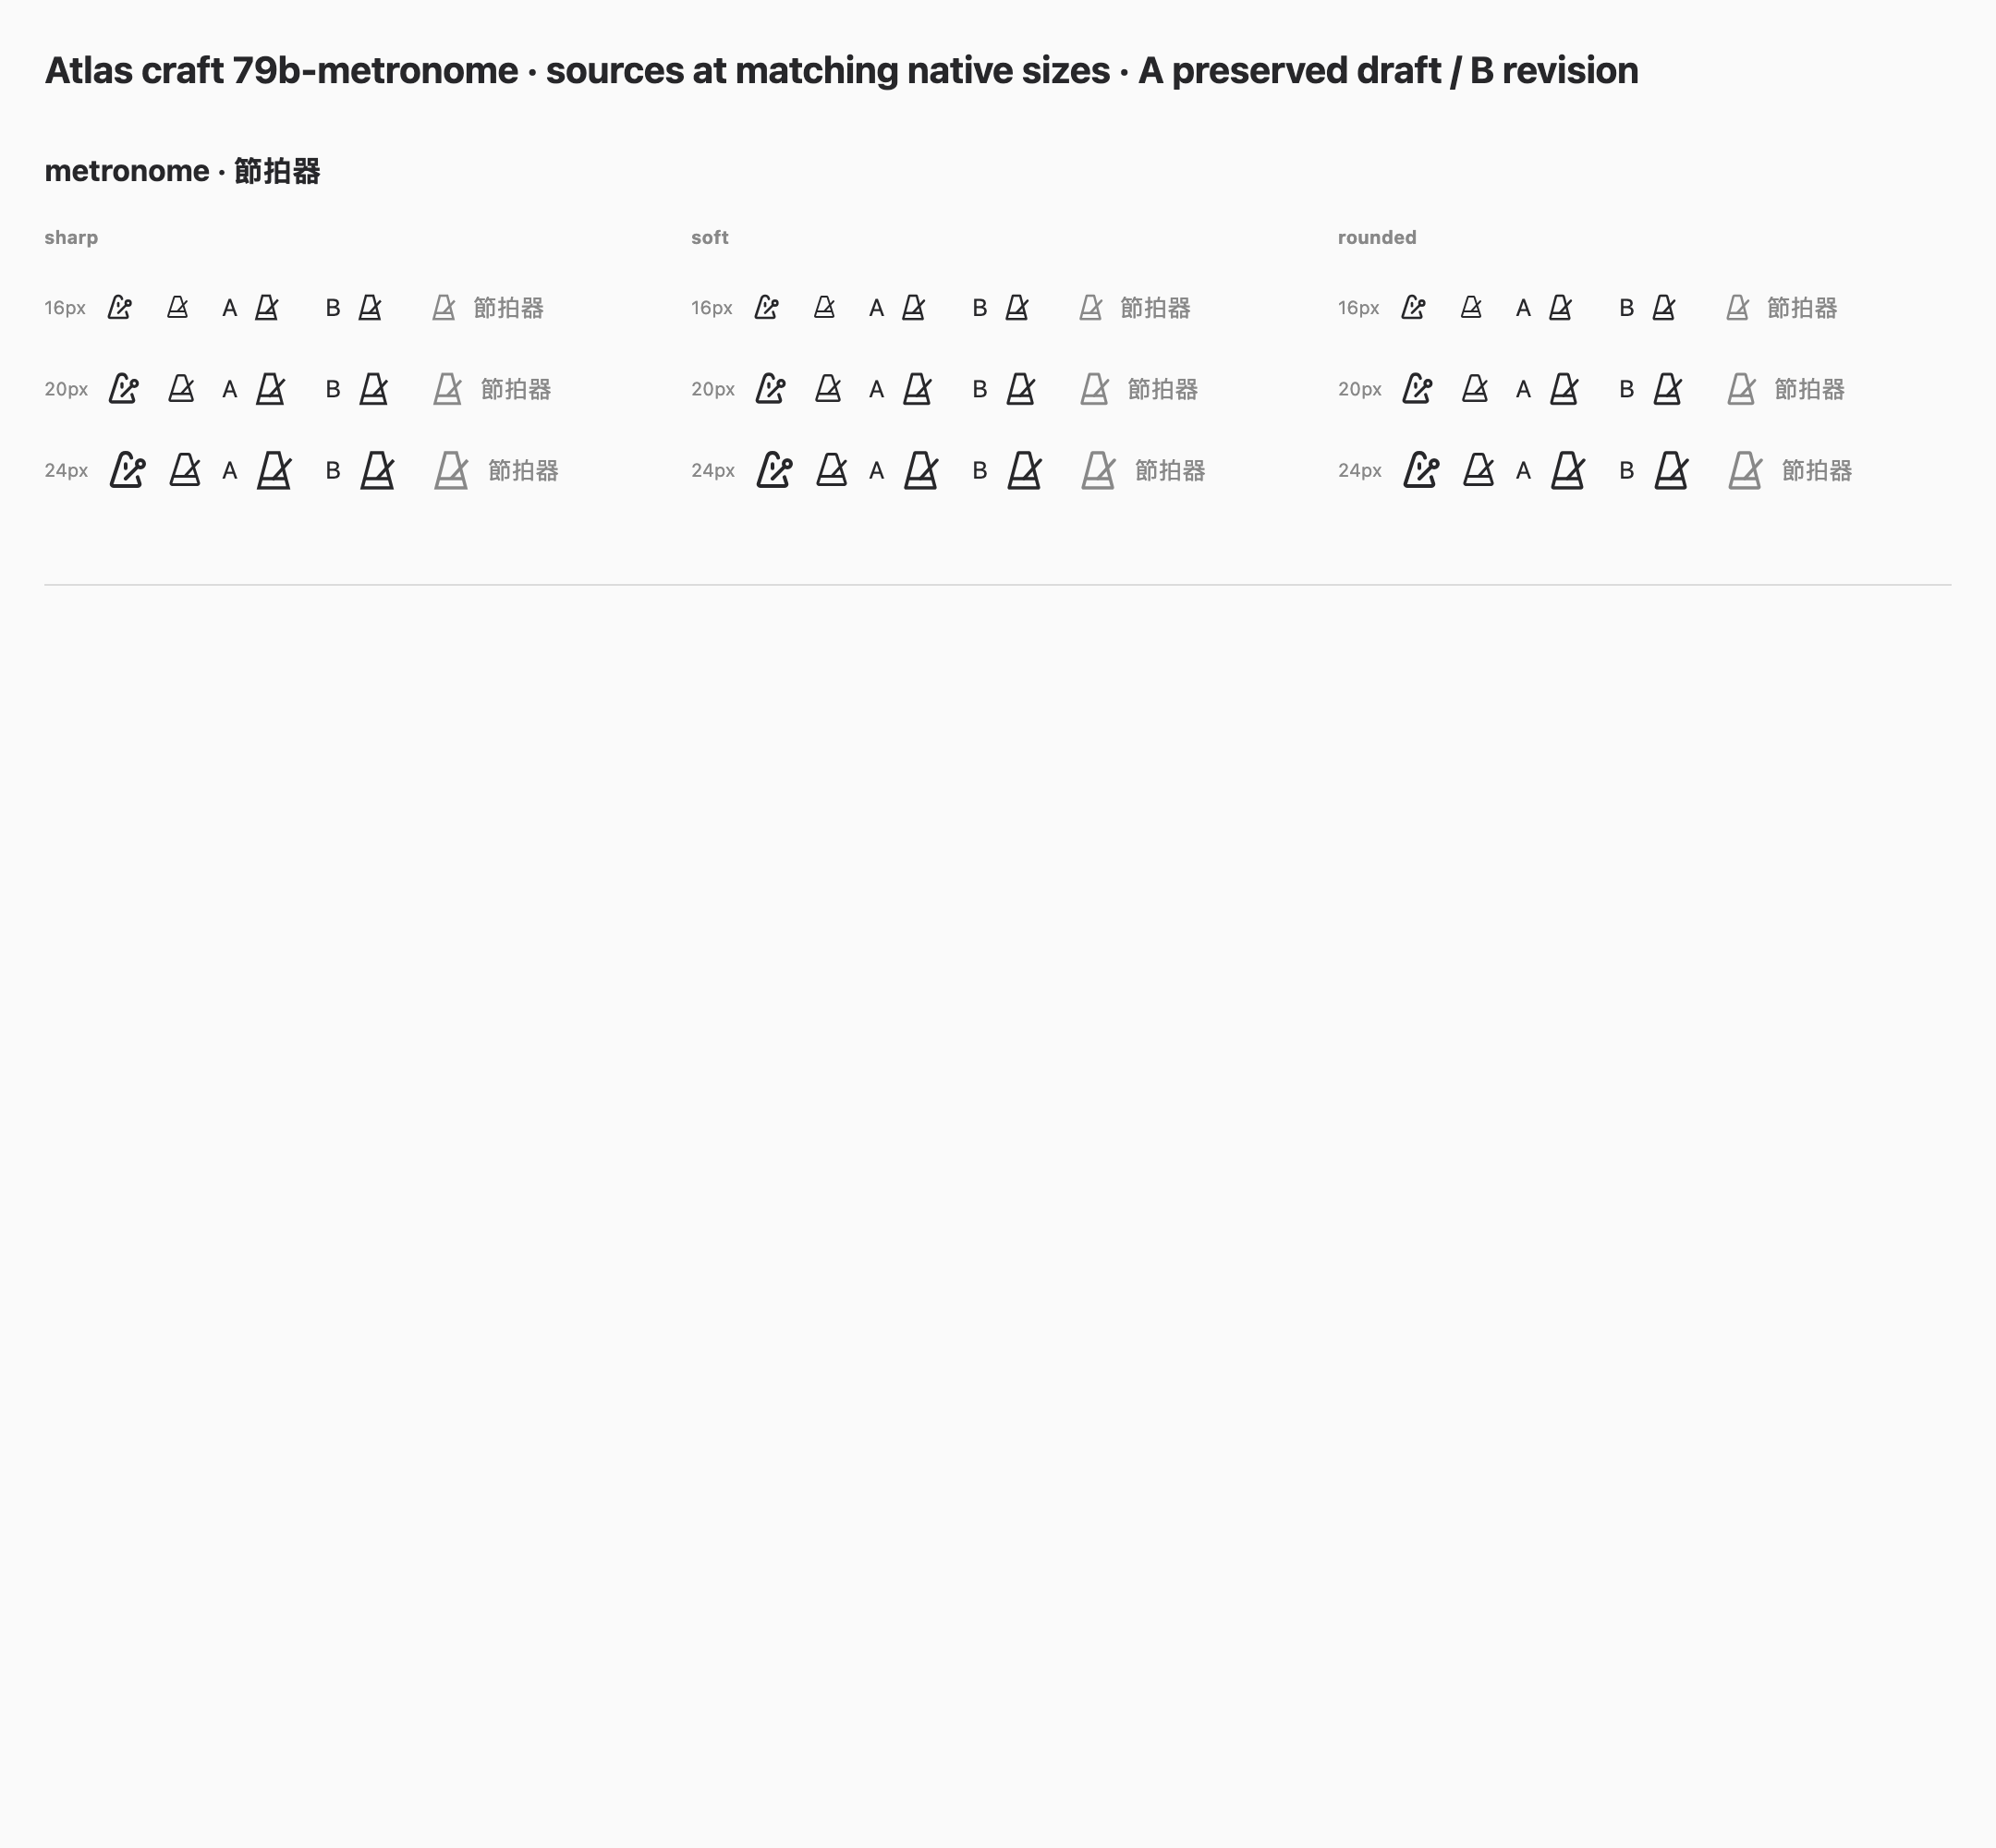 Atlas craft 79b-metronome · sources at matching native sizes · A preserved draft / B revision
metronome · 節拍器
sharp soft rounded
16px A B 節拍器 16px A B 節拍器 16px A B 節拍器
20px A B 節拍器 20px A B 節拍器 20px A B 節拍器
24px A B 節拍器 24px A B 節拍器 24px A B 節拍器